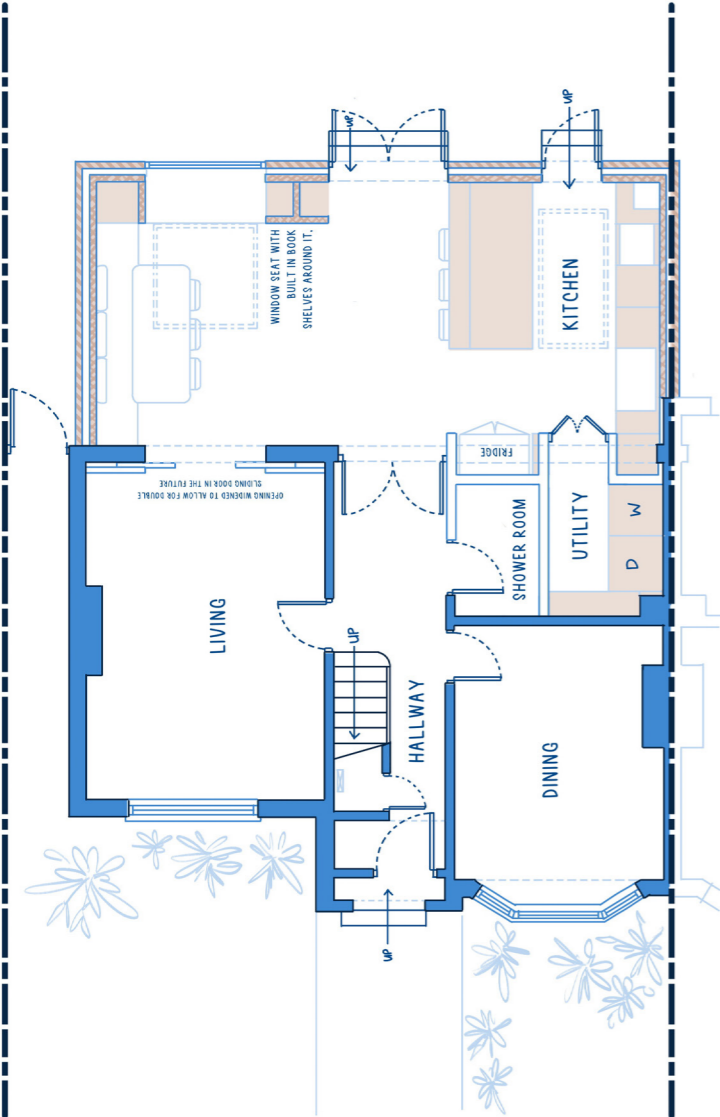 UP
UP
WINDOW SEAT WITH
BUILT IN BOOK
SHELVES AROUND IT.
KITCHEN
FRIDGE
OPENING WIDENED TO ALLOW FOR DOUBLE
SLIDING DOOR IN THE FUTURE
LIVING
SHOWER ROOM
UTILITY
W
D
UP
HALLWAY
DINING
UP